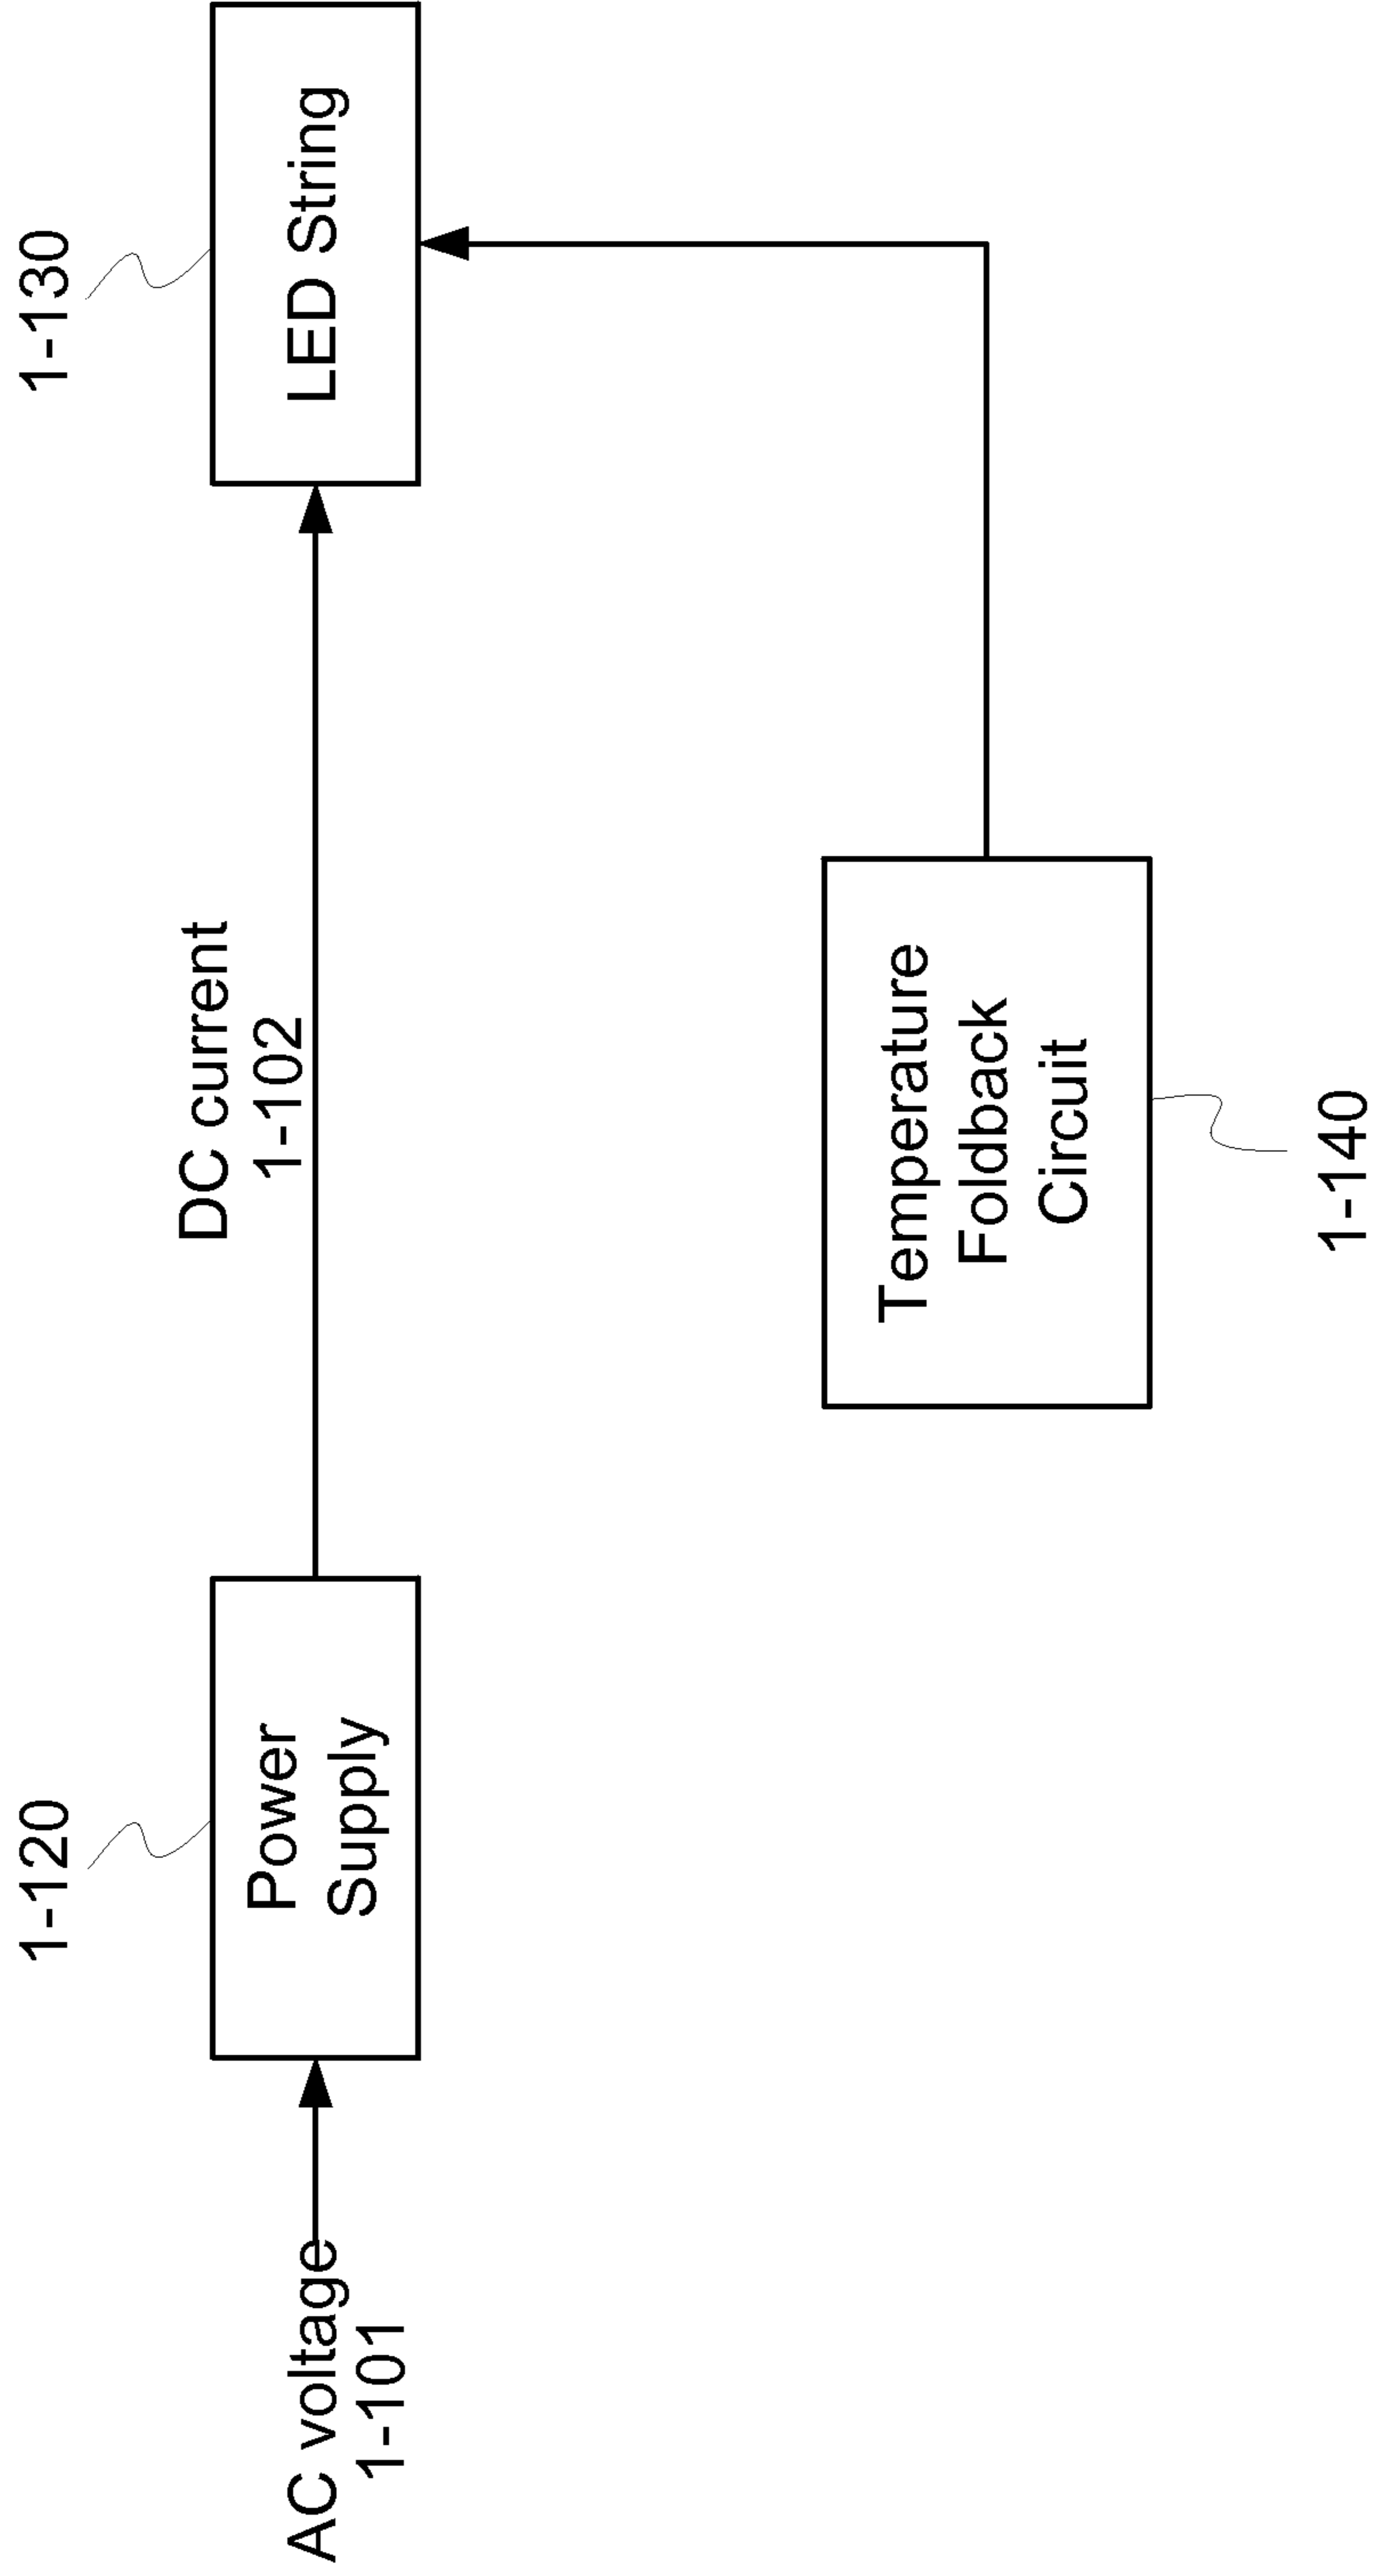 1-120
1-130
DC current
1-102
AC voltage
1-101
Power
Supply
LED String
Temperature
Foldback
Circuit
1-140